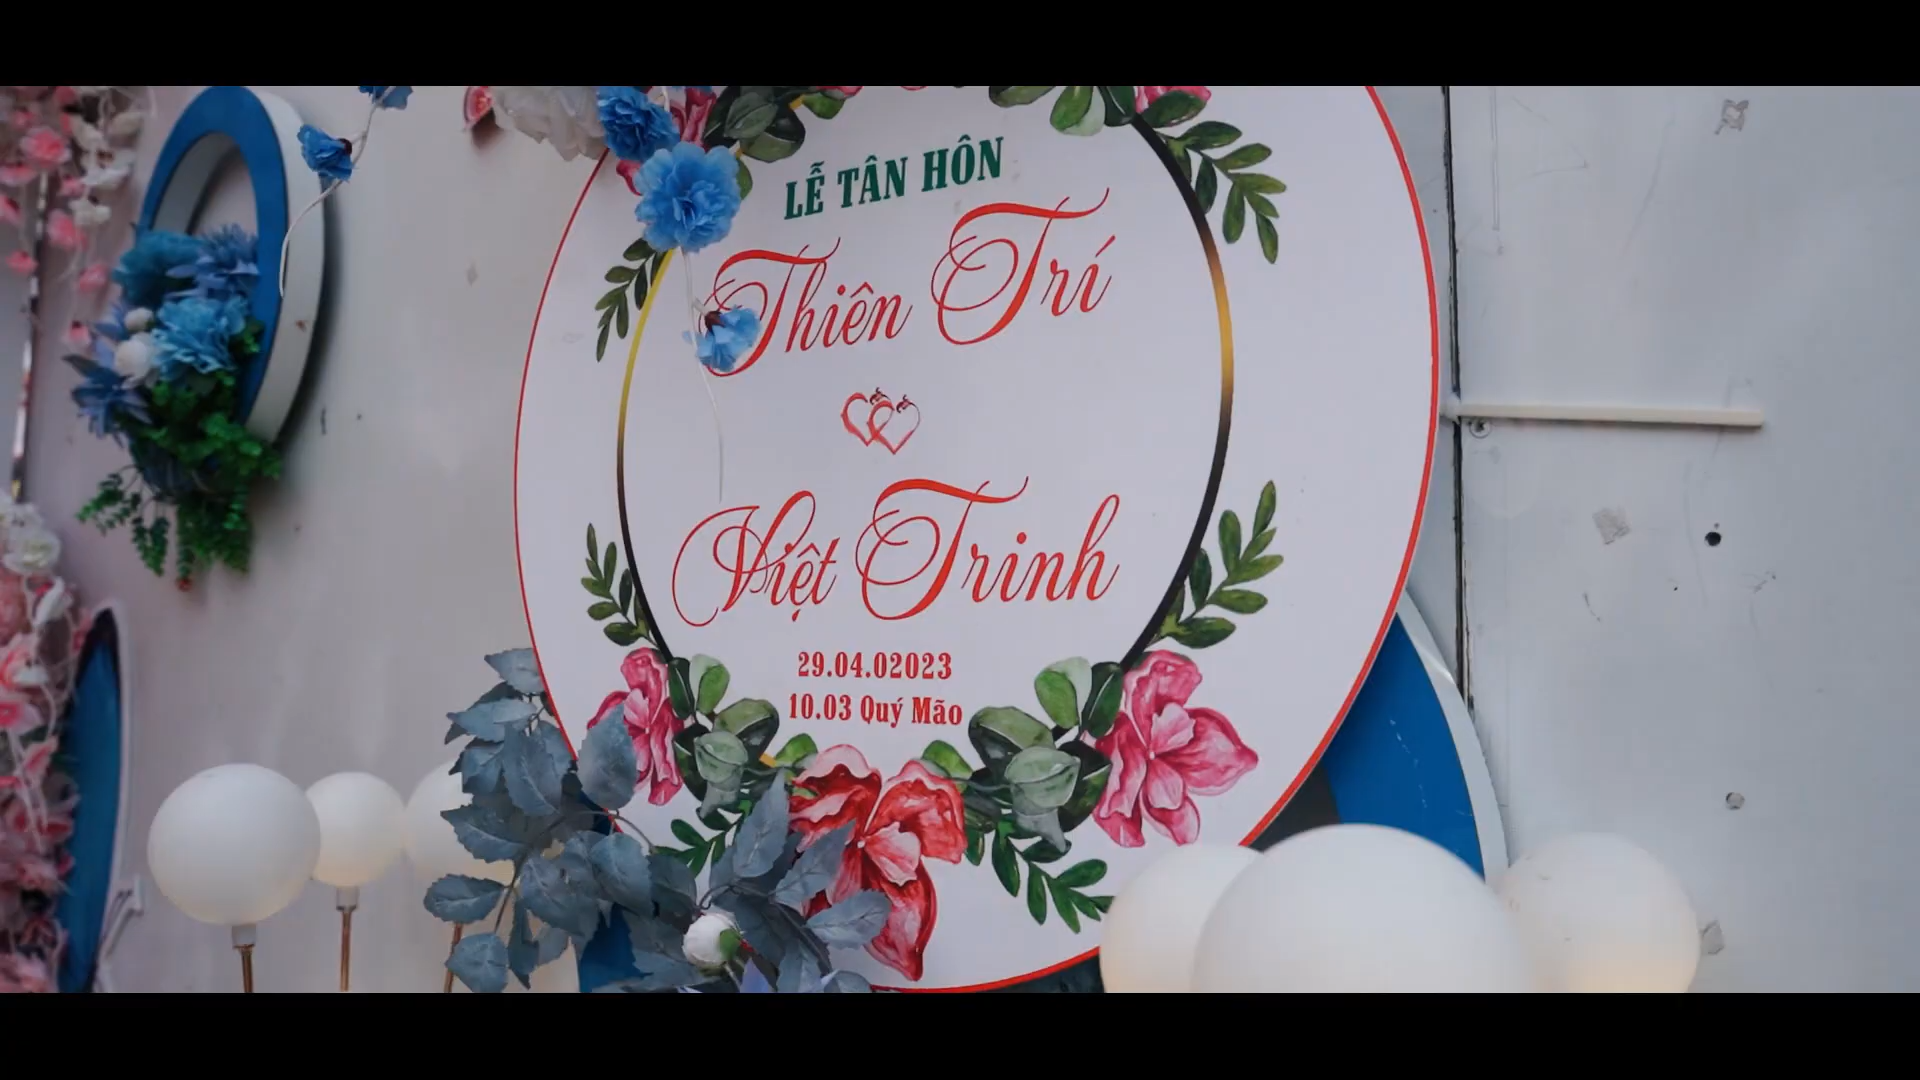 LỄ TÂN HÔN
Thiên Trí
Việt Trinh
29.04.02023
10.03 Quý Mão